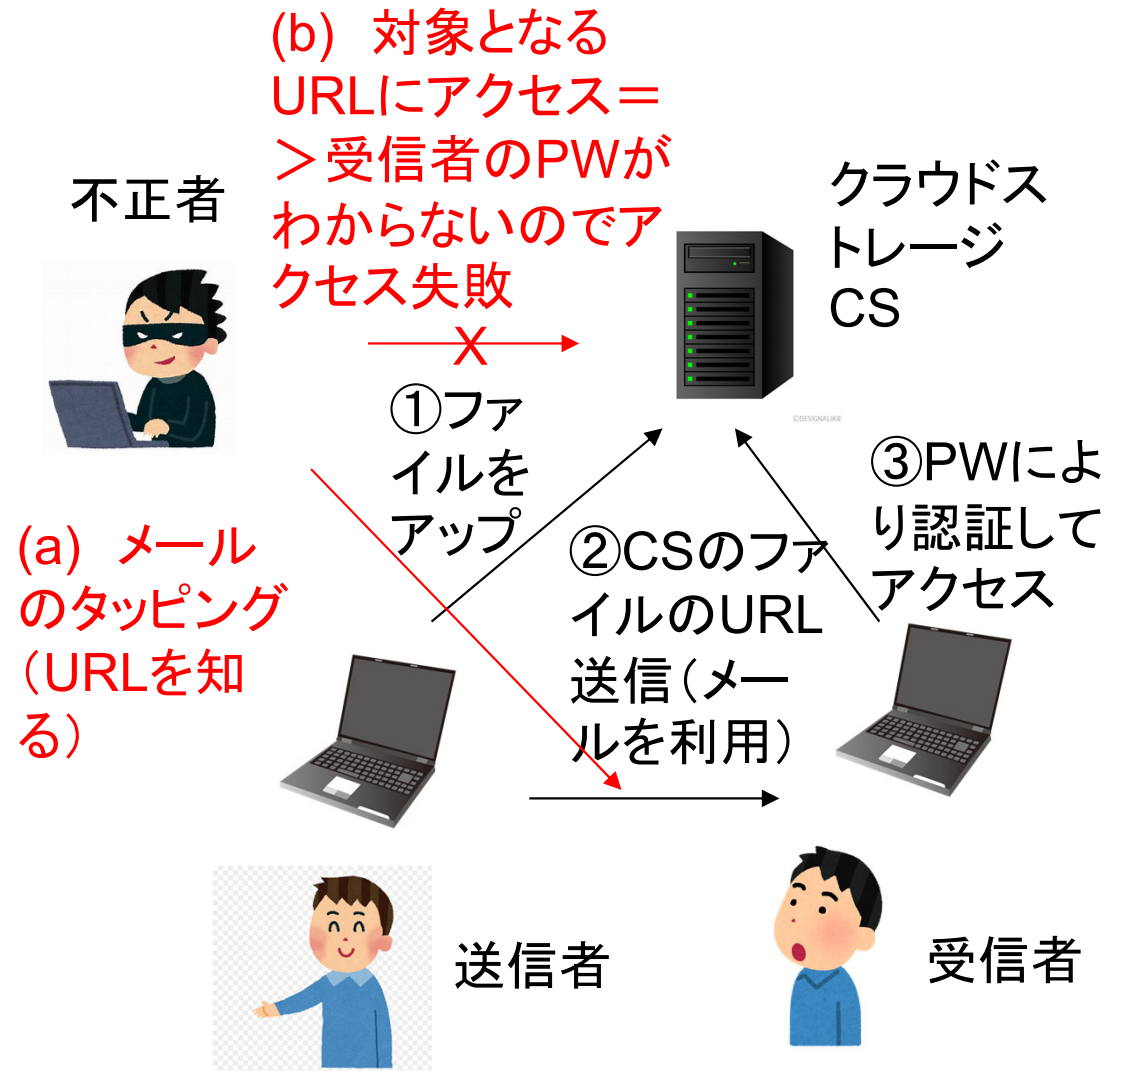 (b)　対象となる
URLにアクセス＝
＞受信者のPWが
わからないのでア
クセス失敗
不正者
クラウドス
トレージ
CS
X
©DESIGNALIKIE
①ファ
イルを
アップ
③PWによ
り認証して
アクセス
(a)　メール
のタッピング
（URLを知
る）
②CSのファ
イルのURL
送信（メー
ルを利用）
送信者
受信者